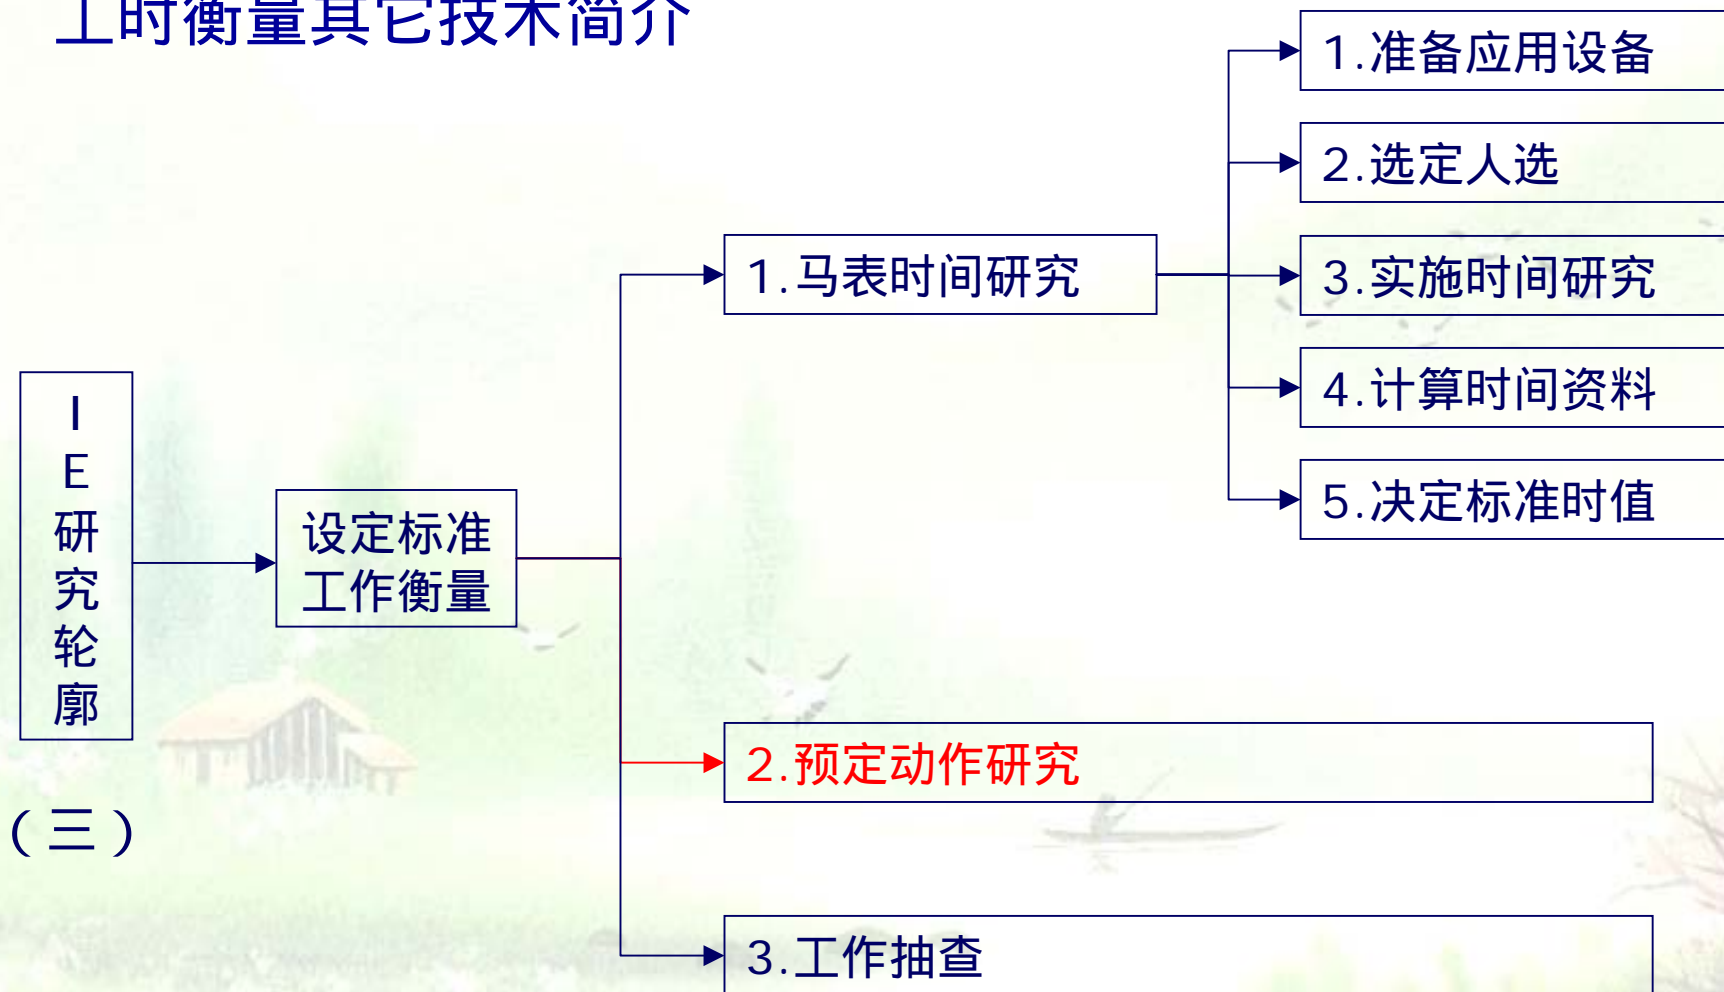 工时衡量其它技术简介
1.准备应用设备
2.选定人选
1.马表时间研究
3.实施时间研究
4.计算时间资料
5.决定标准时值
I
E
研
究
轮
廓
设定标准
工作衡量
2.预定动作研究
(三)
3.工作抽查